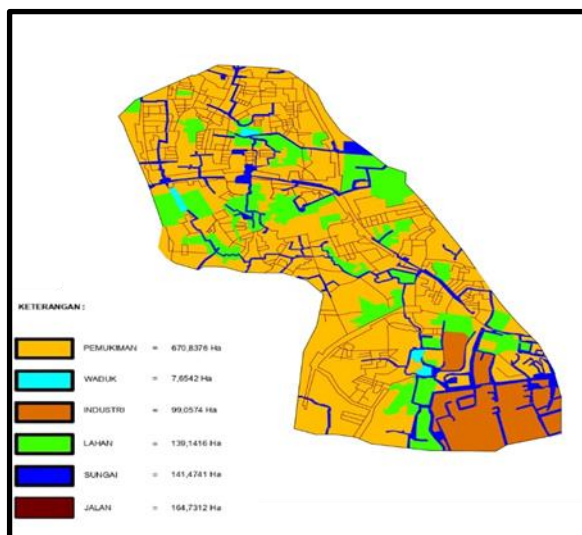 KETERANGAN :
PEMUKIMAN = 670,8376 Ha
WADUK = 7,6542 Ha
INDUSTRI = 99,0574 Ha
LAHAN = 139,1416 Ha
SUNGAI = 141,4741 Ha
JALAN = 164,7312 Ha